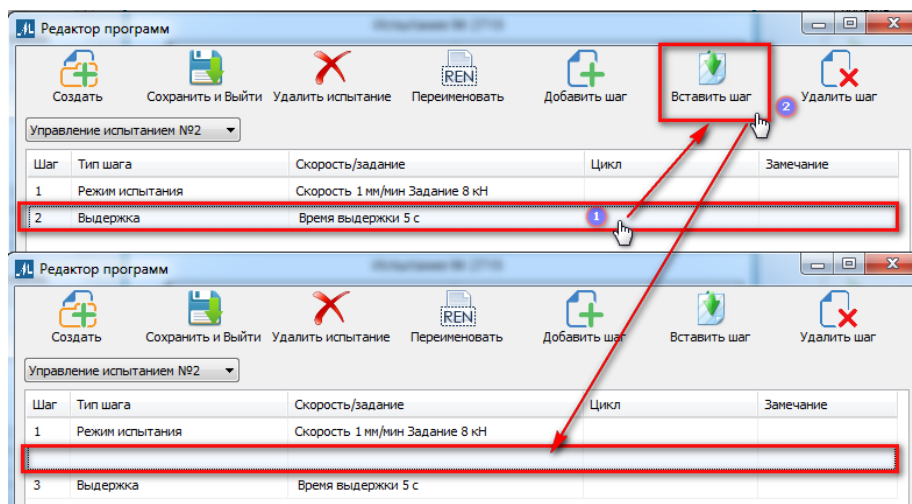 Редактор программ
Создать Сохранить и Выйти Удалить испытание Переименовать Добавить шаг Вставить шаг Удалить шаг
REN
2
Управление испытанием №2
Шаг Тип шага Скорость/задание Цикл Замечание
1 Режим испытания Скорость 1 мм/мин Задание 8 кН
2 Выдержка Время выдержки 5 с 1
Редактор программ
REN
Создать Сохранить и Выйти Удалить испытание Переименовать Добавить шаг Вставить шаг Удалить шаг
Управление испытанием №2
Шаг Тип шага Скорость/задание Цикл Замечание
1 Режим испытания Скорость 1 мм/мин Задание 8 кН
3 Выдержка Время выдержки 5 с